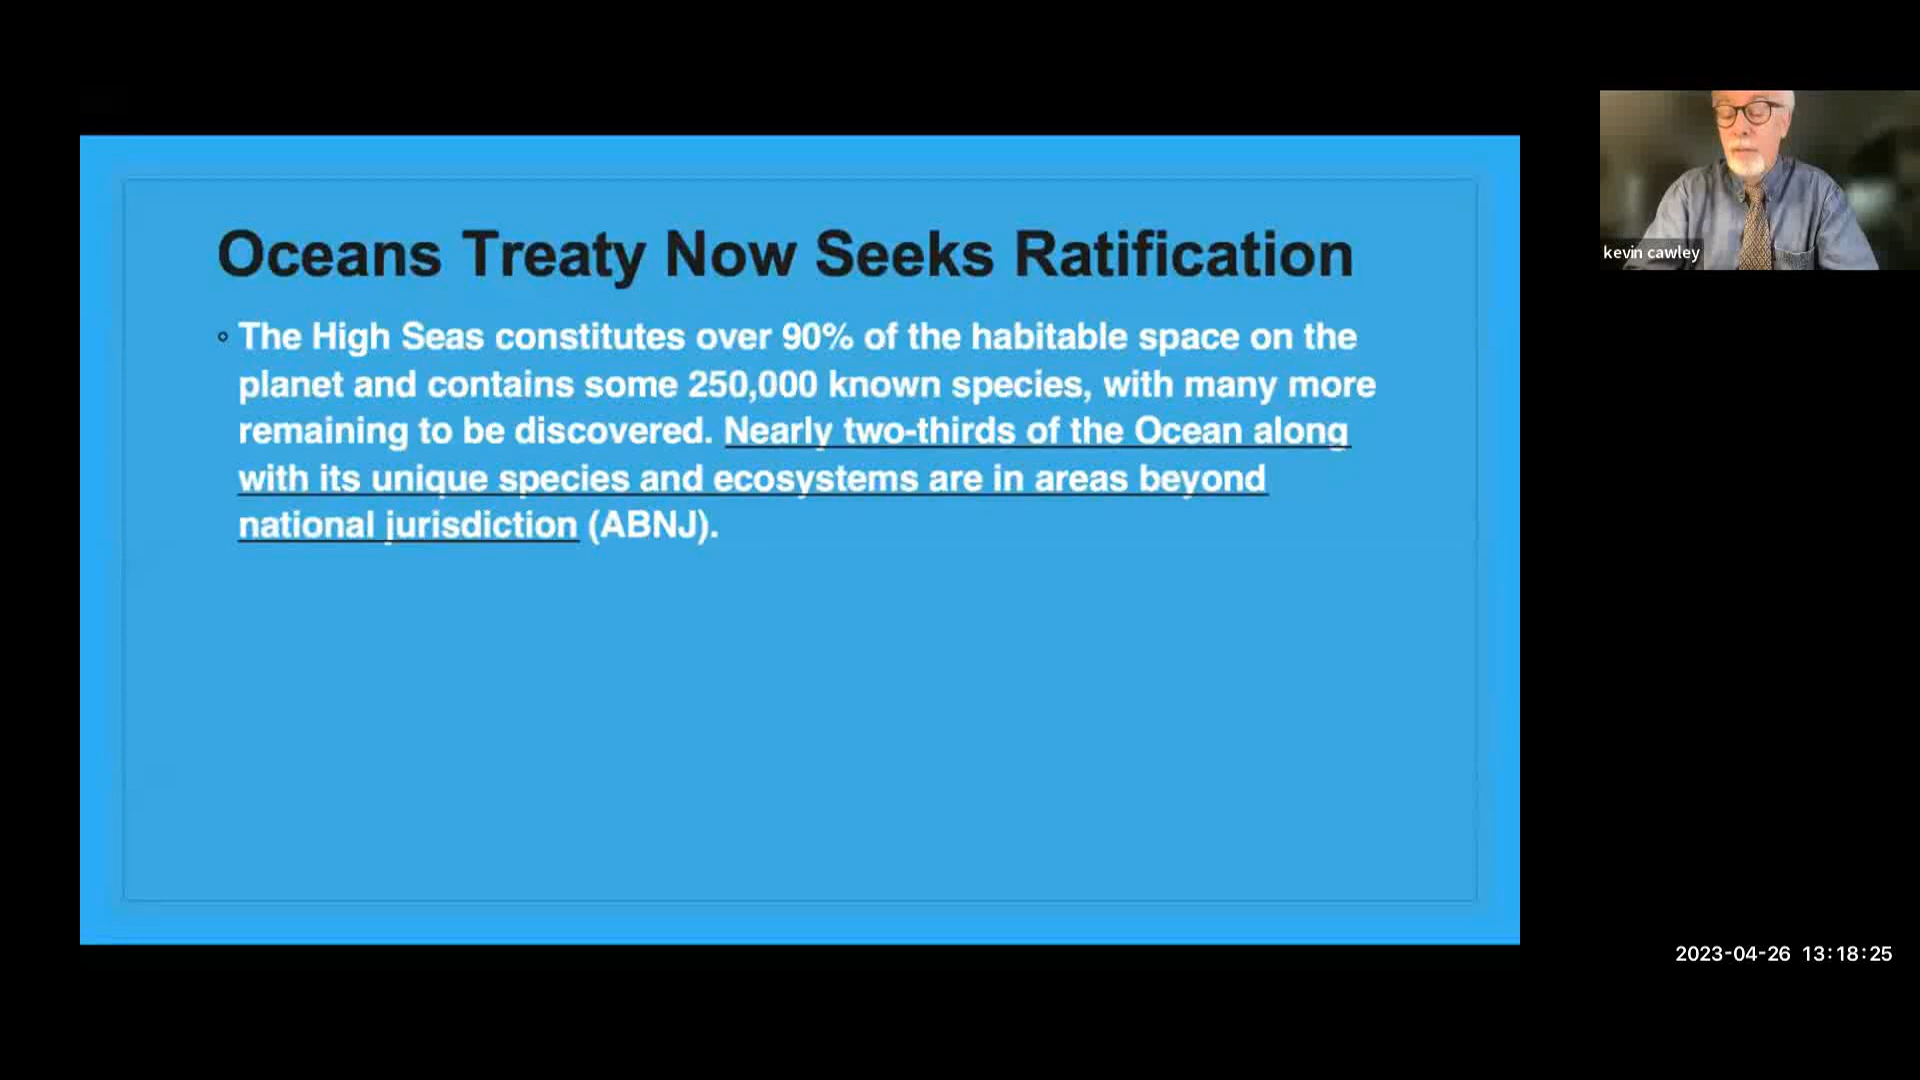 Oceans Treaty Now Seeks Ratification
◦ The High Seas constitutes over 90% of the habitable space on the
planet and contains some 250,000 known species, with many more
remaining to be discovered. Nearly two-thirds of the Ocean along
with its unique species and ecosystems are in areas beyond
national jurisdiction (ABNJ).
kevin cawley
2023-04-26 13:18:25